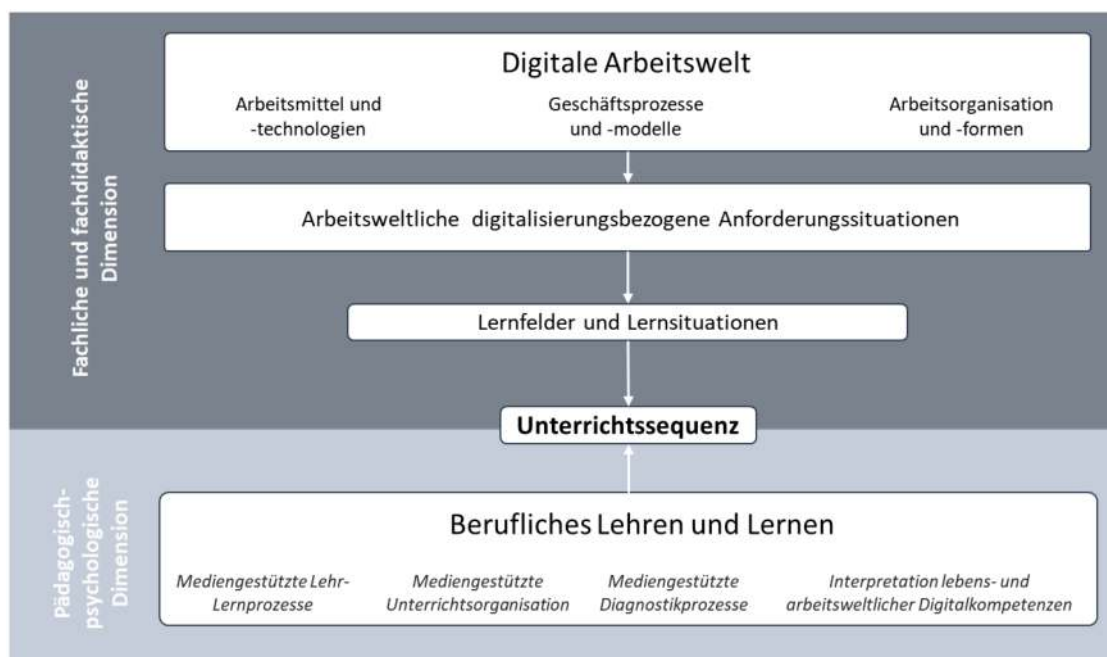 Fachliche und fachdidaktische
Dimension
Digitale Arbeitswelt
Arbeitsmittel und
-technologien
Geschäftsprozesse
und -modelle
Arbeitsorganisation
und -formen
Arbeitsweltliche digitalisierungsbezogene Anforderungssituationen
Lernfelder und Lernsituationen
Unterrichtssequenz
Pädagogisch-
psychologische
Dimension
Berufliches Lehren und Lernen
Mediengestützte Lehr-
Lernprozesse
Mediengestützte
Unterrichtsorganisation
Mediengestützte
Diagnostikprozesse
Interpretation lebens- und
arbeitsweltlicher Digitalkompetenzen